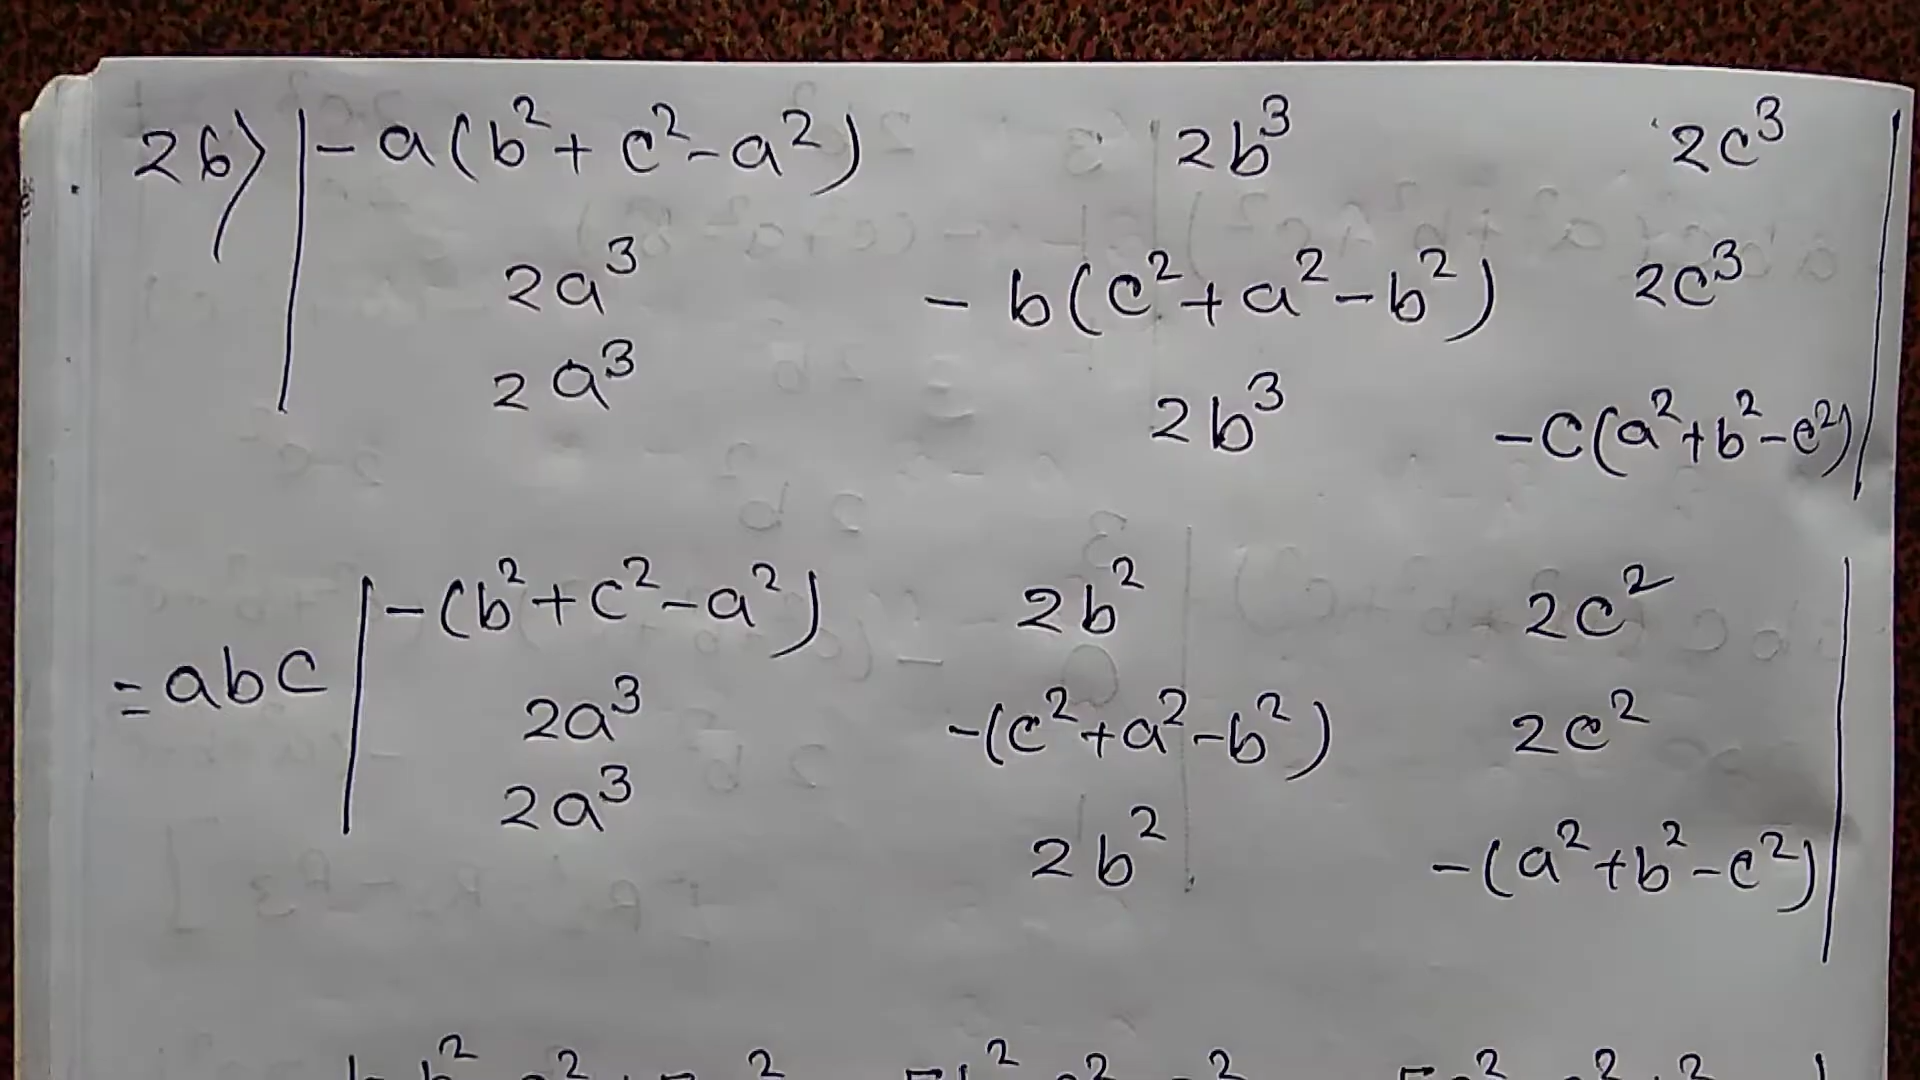 26) | -a(b²+c²-a²) 2b³ 2c³ |
2a³ -b(c²+a²-b²) 2c³
2a³ 2b³ -c(a²+b²-c²)
= abc | -(b²+c²-a²) 2b² 2c² |
2a³ -(c²+a²-b²) 2c²
2a³ 2b² -(a²+b²-c²)